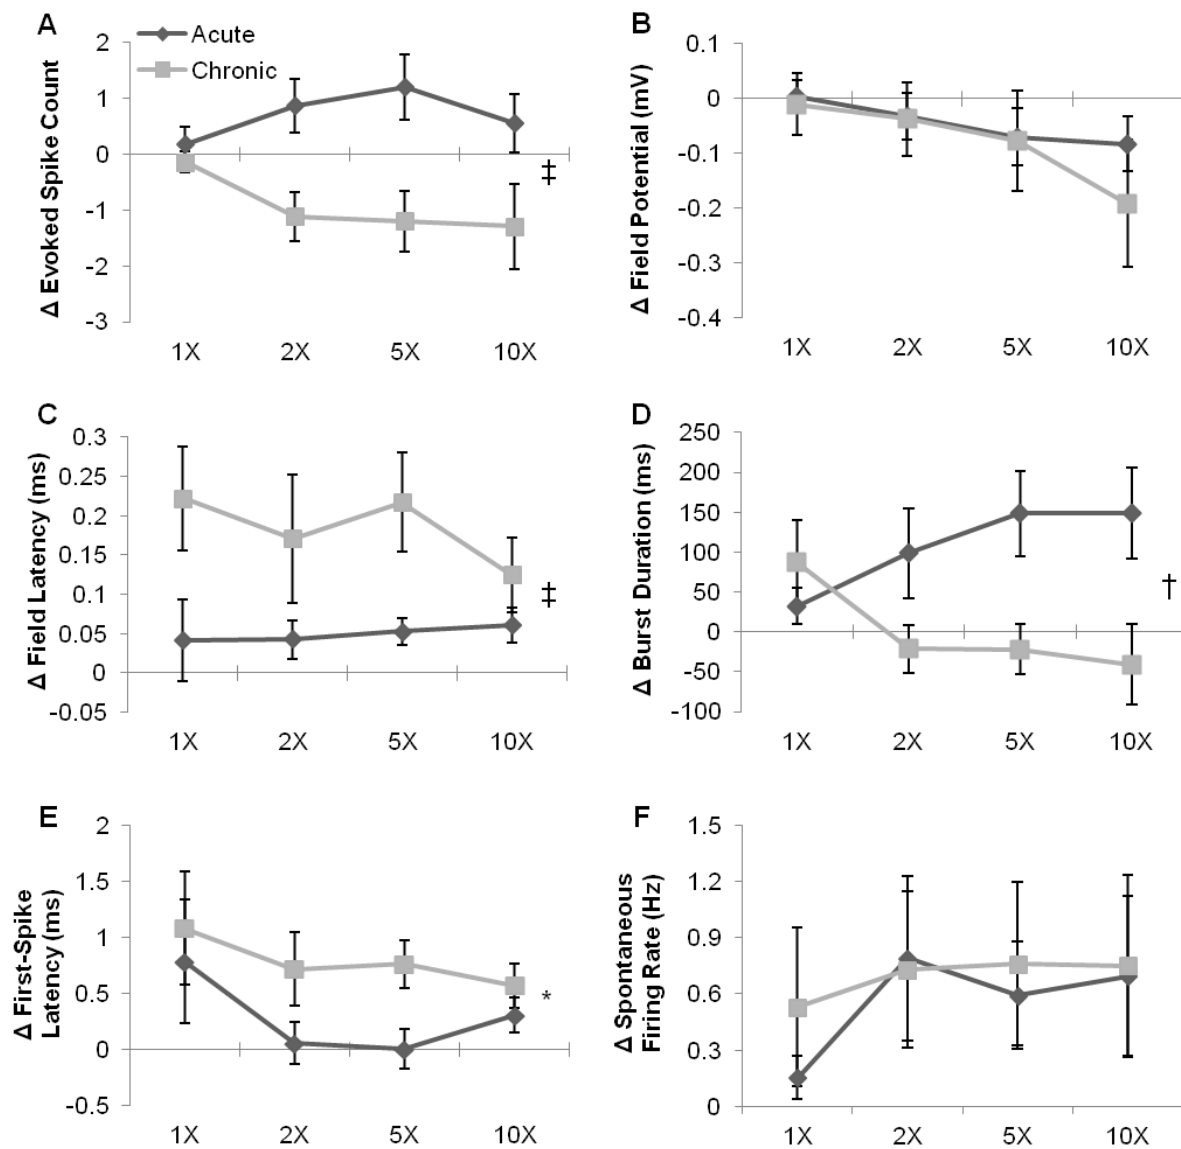 A
Acute
Chronic
Δ Evoked Spike Count
2
1
0
-1
-2
-3
‡
1X 2X 5X 10X
B
Δ Field Potential (mV)
0.1
0
-0.1
-0.2
-0.3
-0.4
1X 2X 5X 10X
C
Δ Field Latency (ms)
0.3
0.25
0.2
0.15
0.1
0.05
0
-0.05
‡
1X 2X 5X 10X
D
Δ Burst Duration (ms)
250
200
150
100
50
0
-50
-100
†
1X 2X 5X 10X
E
Δ First-Spike
Latency (ms)
2
1.5
1
0.5
0
-0.5
*
1X 2X 5X 10X
F
Δ Spontaneous
Firing Rate (Hz)
1.5
1.2
0.9
0.6
0.3
0
1X 2X 5X 10X